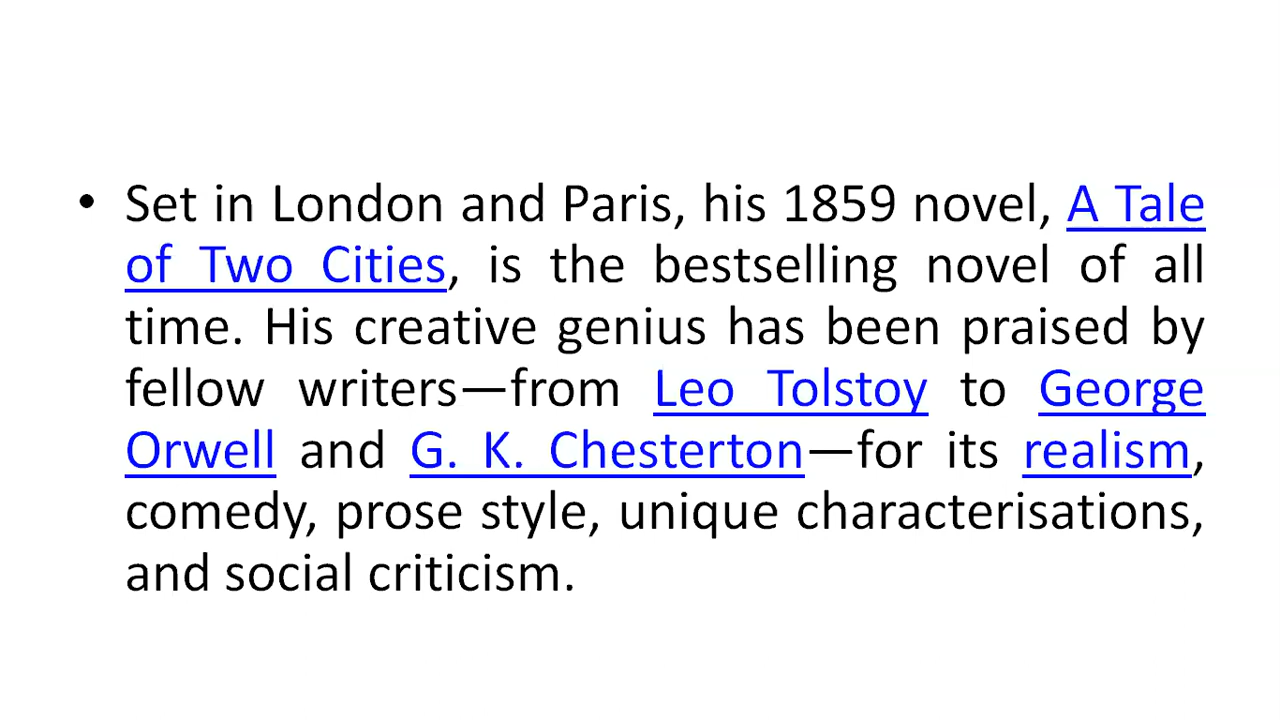 • Set in London and Paris, his 1859 novel, A Tale
of Two Cities, is the bestselling novel of all
time. His creative genius has been praised by
fellow writers—from Leo Tolstoy to George
Orwell and G. K. Chesterton—for its realism,
comedy, prose style, unique characterisations,
and social criticism.